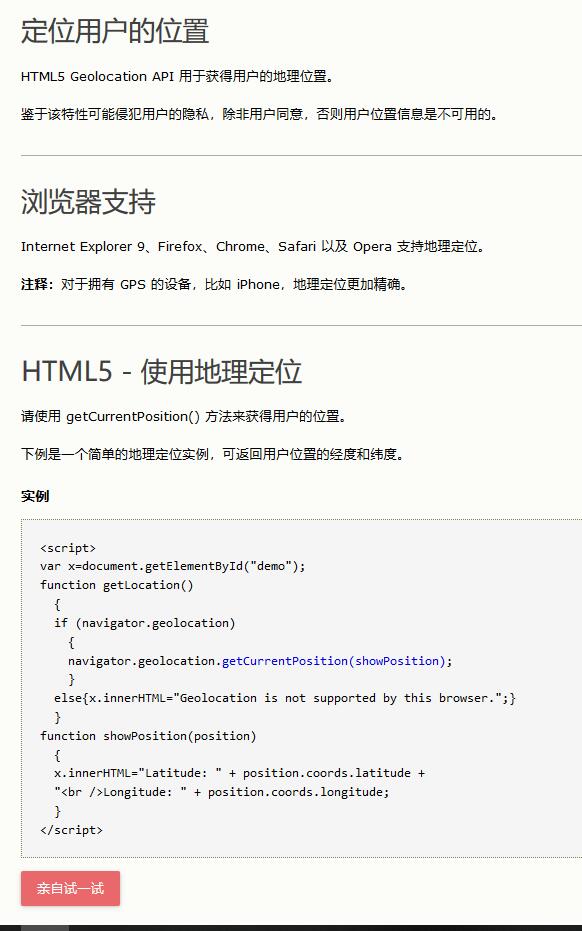 定位用户的位置
HTML5 Geolocation API 用于获得用户的地理位置。
鉴于该特性可能侵犯用户的隐私，除非用户同意，否则用户位置信息是不可用的。
浏览器支持
Internet Explorer 9、Firefox、Chrome、Safari 以及 Opera 支持地理定位。
注释：对于拥有 GPS 的设备，比如 iPhone，地理定位更加精确。
HTML5 - 使用地理定位
请使用 getCurrentPosition() 方法来获得用户的位置。
下例是一个简单的地理定位实例，可返回用户位置的经度和纬度。
实例
<script>
var x=document.getElementById("demo");
function getLocation()
  {
  if (navigator.geolocation)
    {
    navigator.geolocation.getCurrentPosition(showPosition);
    }
  else{x.innerHTML="Geolocation is not supported by this browser.";}
  }
function showPosition(position)
  {
  x.innerHTML="Latitude: " + position.coords.latitude +
  "<br />Longitude: " + position.coords.longitude;
  }
</script>
亲自试一试